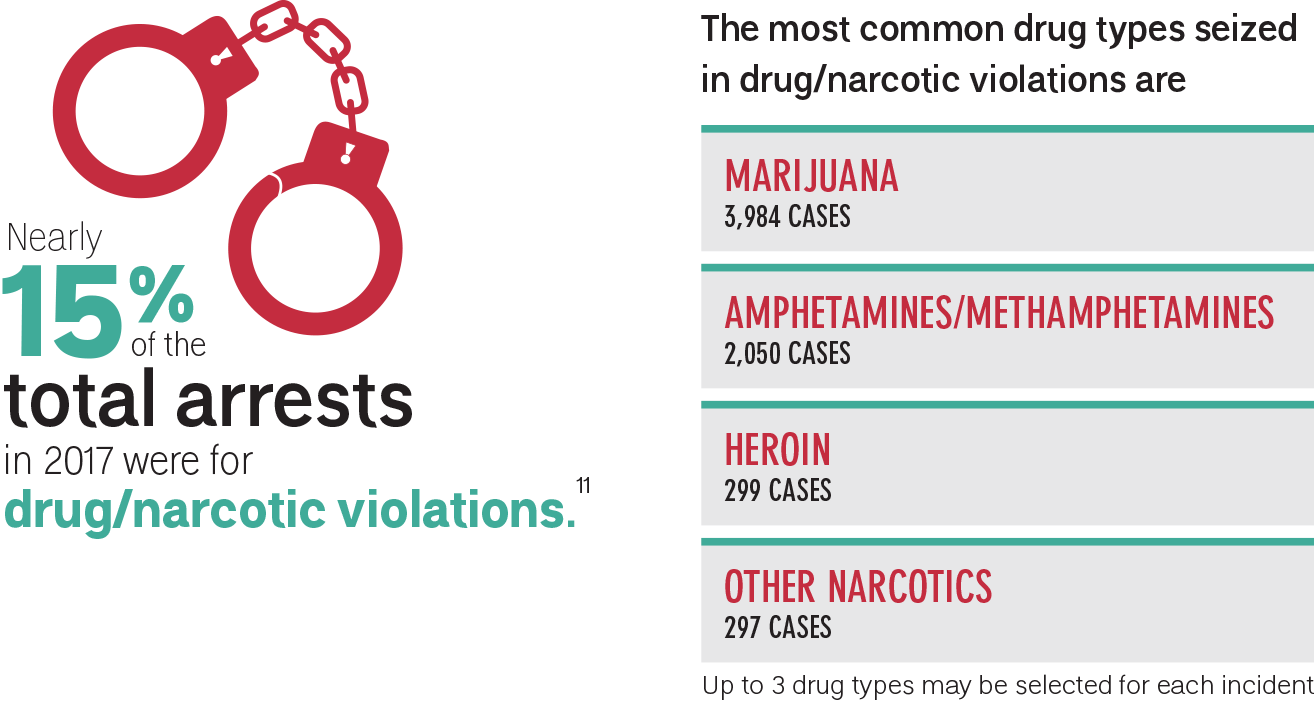 Nearly
15%
of the
total arrests
in 2017 were for
drug/narcotic violations.11
The most common drug types seized
in drug/narcotic violations are
MARIJUANA
3,984 CASES
AMPHETAMINES/METHAMPHETAMINES
2,050 CASES
HEROIN
299 CASES
OTHER NARCOTICS
297 CASES
Up to 3 drug types may be selected for each incident